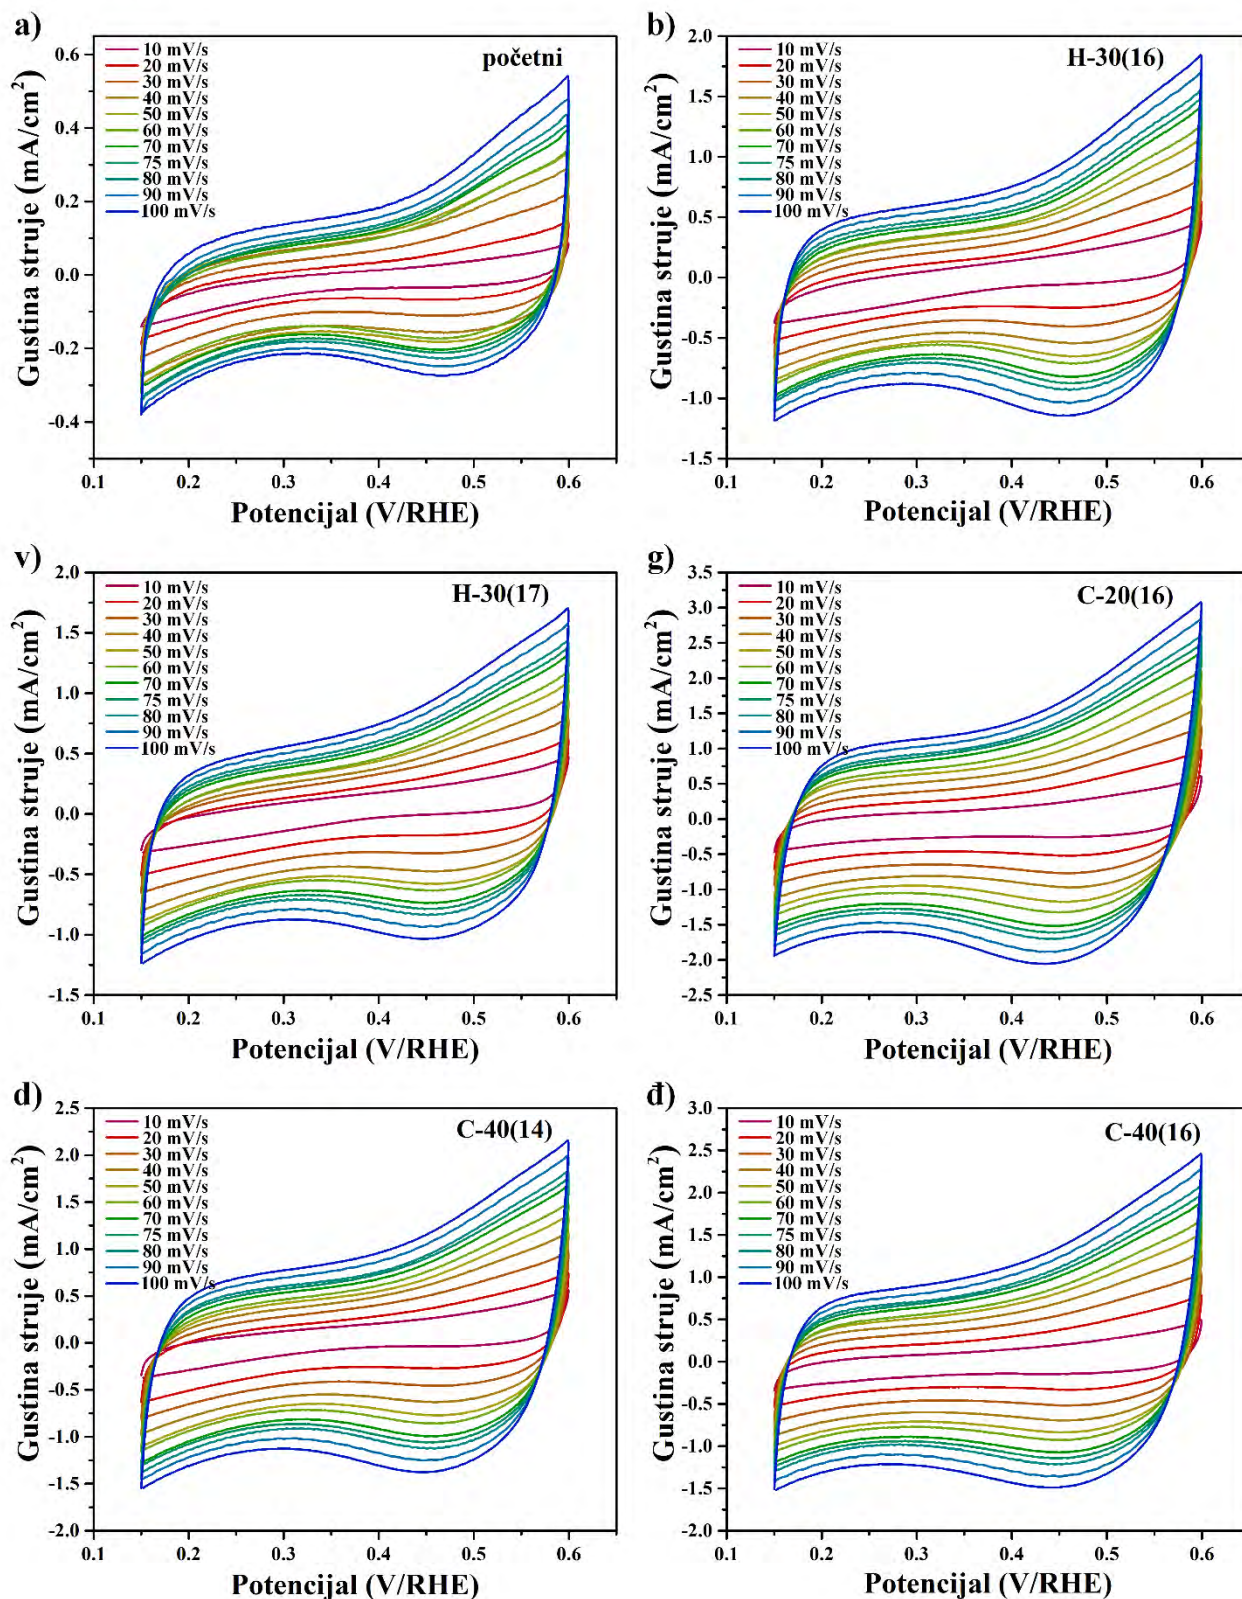 a)
početni
10 mV/s
20 mV/s
30 mV/s
40 mV/s
50 mV/s
60 mV/s
70 mV/s
75 mV/s
80 mV/s
90 mV/s
100 mV/s
0.6
0.4
0.2
0.0
-0.2
-0.4
0.1 0.2 0.3 0.4 0.5 0.6
Gustina struje (mA/cm²)
Potencijal (V/RHE)
b)
H-30(16)
10 mV/s
20 mV/s
30 mV/s
40 mV/s
50 mV/s
60 mV/s
70 mV/s
75 mV/s
80 mV/s
90 mV/s
100 mV/s
2.0
1.5
1.0
0.5
0.0
-0.5
-1.0
-1.5
0.1 0.2 0.3 0.4 0.5 0.6
Gustina struje (mA/cm²)
Potencijal (V/RHE)
v)
H-30(17)
10 mV/s
20 mV/s
30 mV/s
40 mV/s
50 mV/s
60 mV/s
70 mV/s
75 mV/s
80 mV/s
90 mV/s
100 mV/s
2.0
1.5
1.0
0.5
0.0
-0.5
-1.0
-1.5
0.1 0.2 0.3 0.4 0.5 0.6
Gustina struje (mA/cm²)
Potencijal (V/RHE)
g)
C-20(16)
10 mV/s
20 mV/s
30 mV/s
40 mV/s
50 mV/s
60 mV/s
70 mV/s
75 mV/s
80 mV/s
90 mV/s
100 mV/s
3.5
3.0
2.5
2.0
1.5
1.0
0.5
0.0
-0.5
-1.0
-1.5
-2.0
-2.5
0.1 0.2 0.3 0.4 0.5 0.6
Gustina struje (mA/cm²)
Potencijal (V/RHE)
d)
C-40(14)
10 mV/s
20 mV/s
30 mV/s
40 mV/s
50 mV/s
60 mV/s
70 mV/s
75 mV/s
80 mV/s
90 mV/s
100 mV/s
2.5
2.0
1.5
1.0
0.5
0.0
-0.5
-1.0
-1.5
-2.0
0.1 0.2 0.3 0.4 0.5 0.6
Gustina struje (mA/cm²)
Potencijal (V/RHE)
đ)
C-40(16)
10 mV/s
20 mV/s
30 mV/s
40 mV/s
50 mV/s
60 mV/s
70 mV/s
75 mV/s
80 mV/s
90 mV/s
100 mV/s
3.0
2.5
2.0
1.5
1.0
0.5
0.0
-0.5
-1.0
-1.5
-2.0
0.1 0.2 0.3 0.4 0.5 0.6
Gustina struje (mA/cm²)
Potencijal (V/RHE)